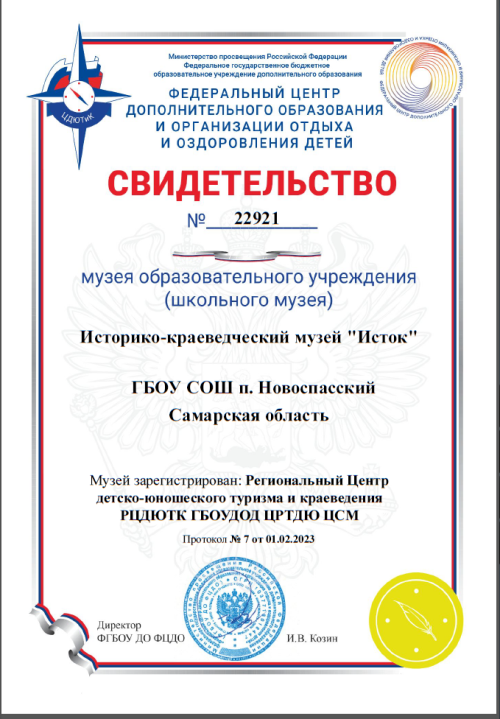 Министерство просвещения Российской Федерации
Федеральное государственное бюджетное
образовательное учреждение дополнительного образования
ФЕДЕРАЛЬНЫЙ ЦЕНТР
ДОПОЛНИТЕЛЬНОГО ОБРАЗОВАНИЯ
И ОРГАНИЗАЦИИ ОТДЫХА
И ОЗДОРОВЛЕНИЯ ДЕТЕЙ
ЦДЮТиК
СВИДЕТЕЛЬСТВО
№ 22921
музея образовательного учреждения
(школьного музея)
Историко-краеведческий музей "Исток"
ГБОУ СОШ п. Новоспасский
Самарская область
Музей зарегистрирован: Региональный Центр
детско-юношеского туризма и краеведения
РЦДЮТК ГБОУДОД ЦРТДЮ ЦСМ
Протокол № 7 от 01.02.2023
Директор
ФГБОУ ДО ФЦДО
И.В. Козин